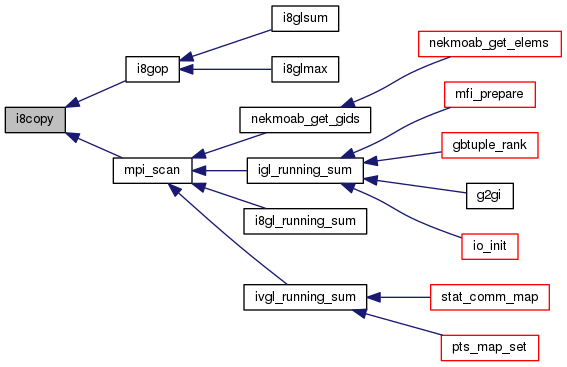 i8glsum
nekmoab_get_elems
i8gop
i8glmax
mfi_prepare
i8copy
nekmoab_get_gids
gbtuple_rank
mpi_scan
igl_running_sum
g2gi
i8gl_running_sum
io_init
ivgl_running_sum
stat_comm_map
pts_map_set